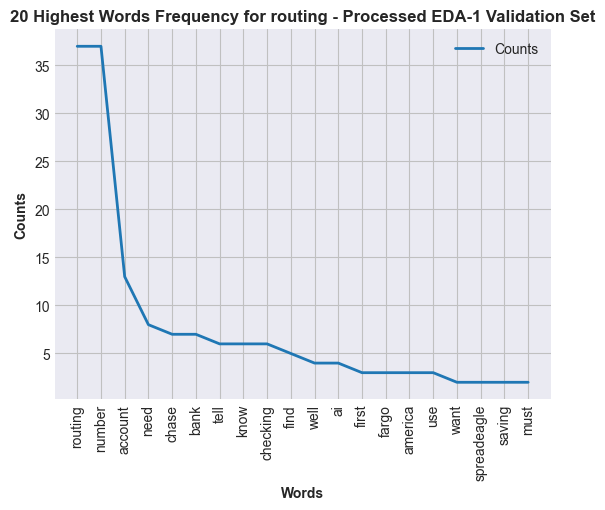 20 Highest Words Frequency for routing - Processed EDA-1 Validation Set
Counts
35
30
25
20
15
10
5
Counts
routing
number
account
need
chase
bank
tell
know
checking
find
well
ai
first
fargo
america
use
want
spreadeagle
saving
must
Words